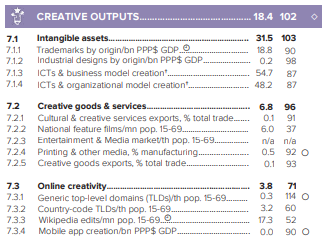 CREATIVE OUTPUTS 18.4 102 ◇
7.1 Intangible assets 31.5 103
7.1.1 Trademarks by origin/bn PPP$ GDP 18.8 90
7.1.2 Industrial designs by origin/bn PPP$ GDP 0.2 98
7.1.3 ICTs & business model creation† 54.7 87
7.1.4 ICTs & organizational model creation† 48.2 87
7.2 Creative goods & services 6.8 96
7.2.1 Cultural & creative services exports, % total trade 0.1 91
7.2.2 National feature films/mn pop. 15-69 6.0 37
7.2.3 Entertainment & Media market/th pop. 15-69 n/a n/a
7.2.4 Printing & other media, % manufacturing 0.5 92 ○
7.2.5 Creative goods exports, % total trade 0.1 93
7.3 Online creativity 3.8 71
7.3.1 Generic top-level domains (TLDs)/th pop. 15-69 0.3 114 ○
7.3.2 Country-code TLDs/th pop. 15-69 3.2 60
7.3.3 Wikipedia edits/mn pop. 15-69 17.3 52
7.3.4 Mobile app creation/bn PPP$ GDP 0.0 90 ○